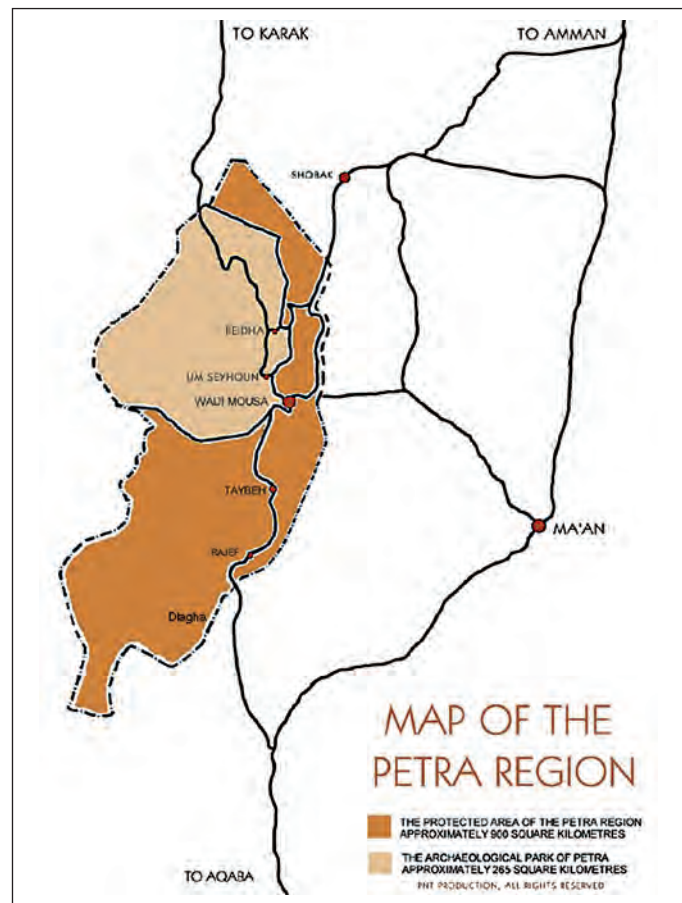 TO KARAK
TO AMMAN
SHOBAK
BEIDHA
UM SEYHOUN
WADI MOUSA
TAYBEH
MA'AN
RAJEF
Dlagha
MAP OF THE
PETRA REGION
THE PROTECTED AREA OF THE PETRA REGION
APPROXIMATELY 900 SQUARE KILOMETRES
THE ARCHAEOLOGICAL PARK OF PETRA
APPROXIMATELY 265 SQUARE KILOMETRES
TO AQABA
PNT PRODUCTION, ALL RIGHTS RESERVED